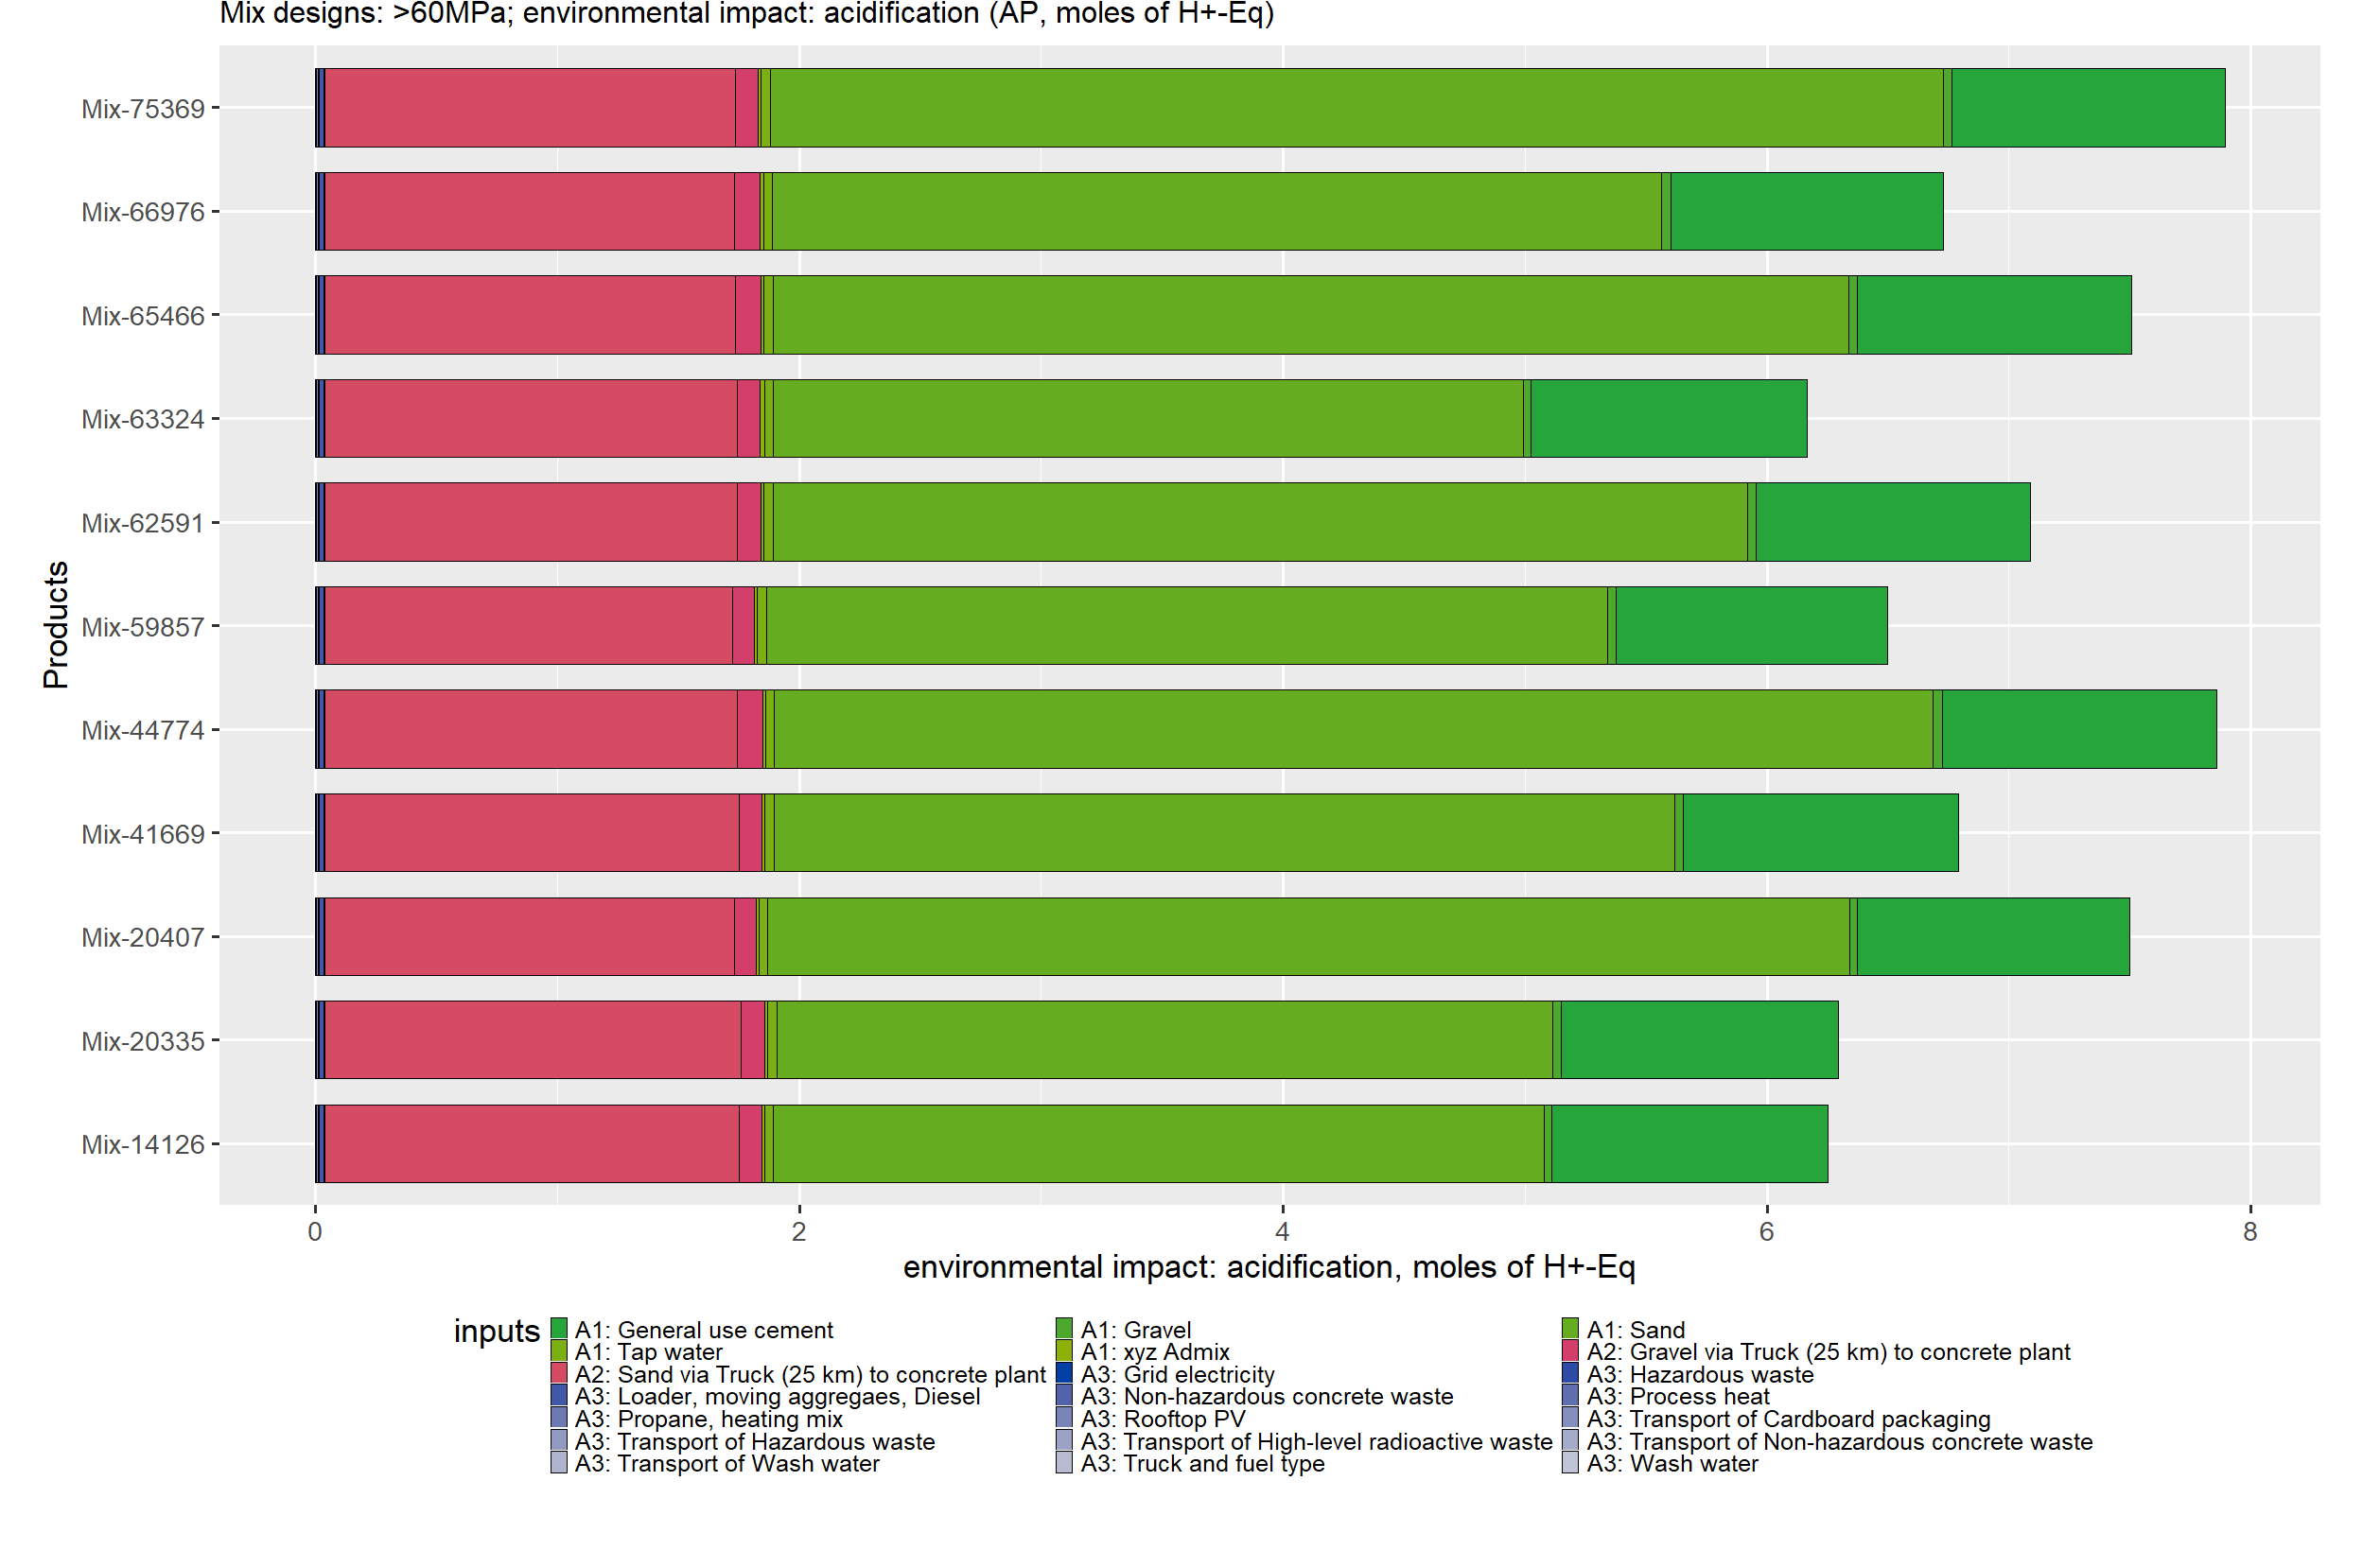 Mix designs: >60MPa; environmental impact: acidification (AP, moles of H+-Eq)
Mix-75369
Mix-66976
Mix-65466
Mix-63324
Mix-62591
Mix-59857
Mix-44774
Mix-41669
Mix-20407
Mix-20335
Mix-14126
Products
0 2 4 6 8
environmental impact: acidification, moles of H+-Eq
inputs
A1: General use cement A1: Gravel A1: Sand
A1: Tap water A1: xyz Admix A2: Gravel via Truck (25 km) to concrete plant
A2: Sand via Truck (25 km) to concrete plant A3: Grid electricity A3: Hazardous waste
A3: Loader, moving aggregaes, Diesel A3: Non-hazardous concrete waste A3: Process heat
A3: Propane, heating mix A3: Rooftop PV A3: Transport of Cardboard packaging
A3: Transport of Hazardous waste A3: Transport of High-level radioactive waste A3: Transport of Non-hazardous concrete waste
A3: Transport of Wash water A3: Truck and fuel type A3: Wash water